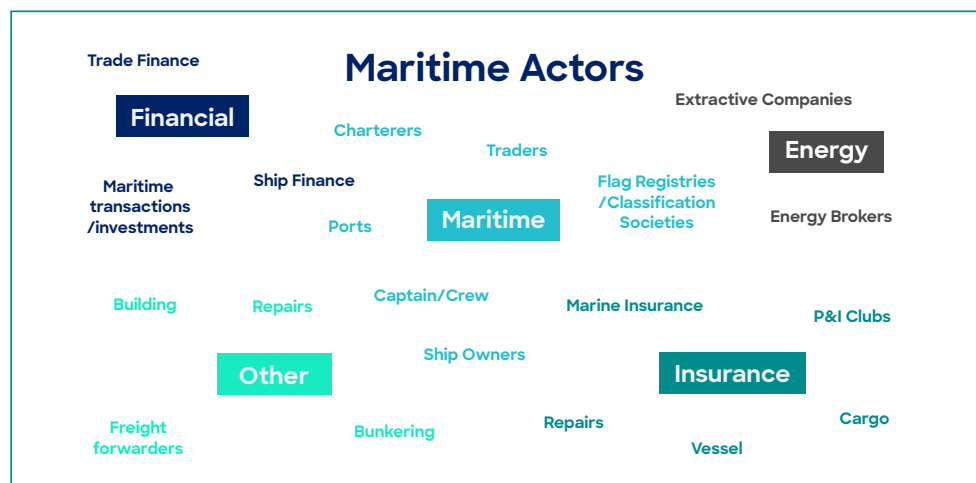 Maritime Actors
Trade Finance
Financial
Extractive Companies
Charterers
Traders
Energy
Maritime
transactions
/investments
Ship Finance
Flag Registries
/Classification
Societies
Ports
Maritime
Energy Brokers
Building
Repairs
Captain/Crew
Marine Insurance
P&I Clubs
Ship Owners
Other
Insurance
Freight
forwarders
Bunkering
Repairs
Vessel
Cargo